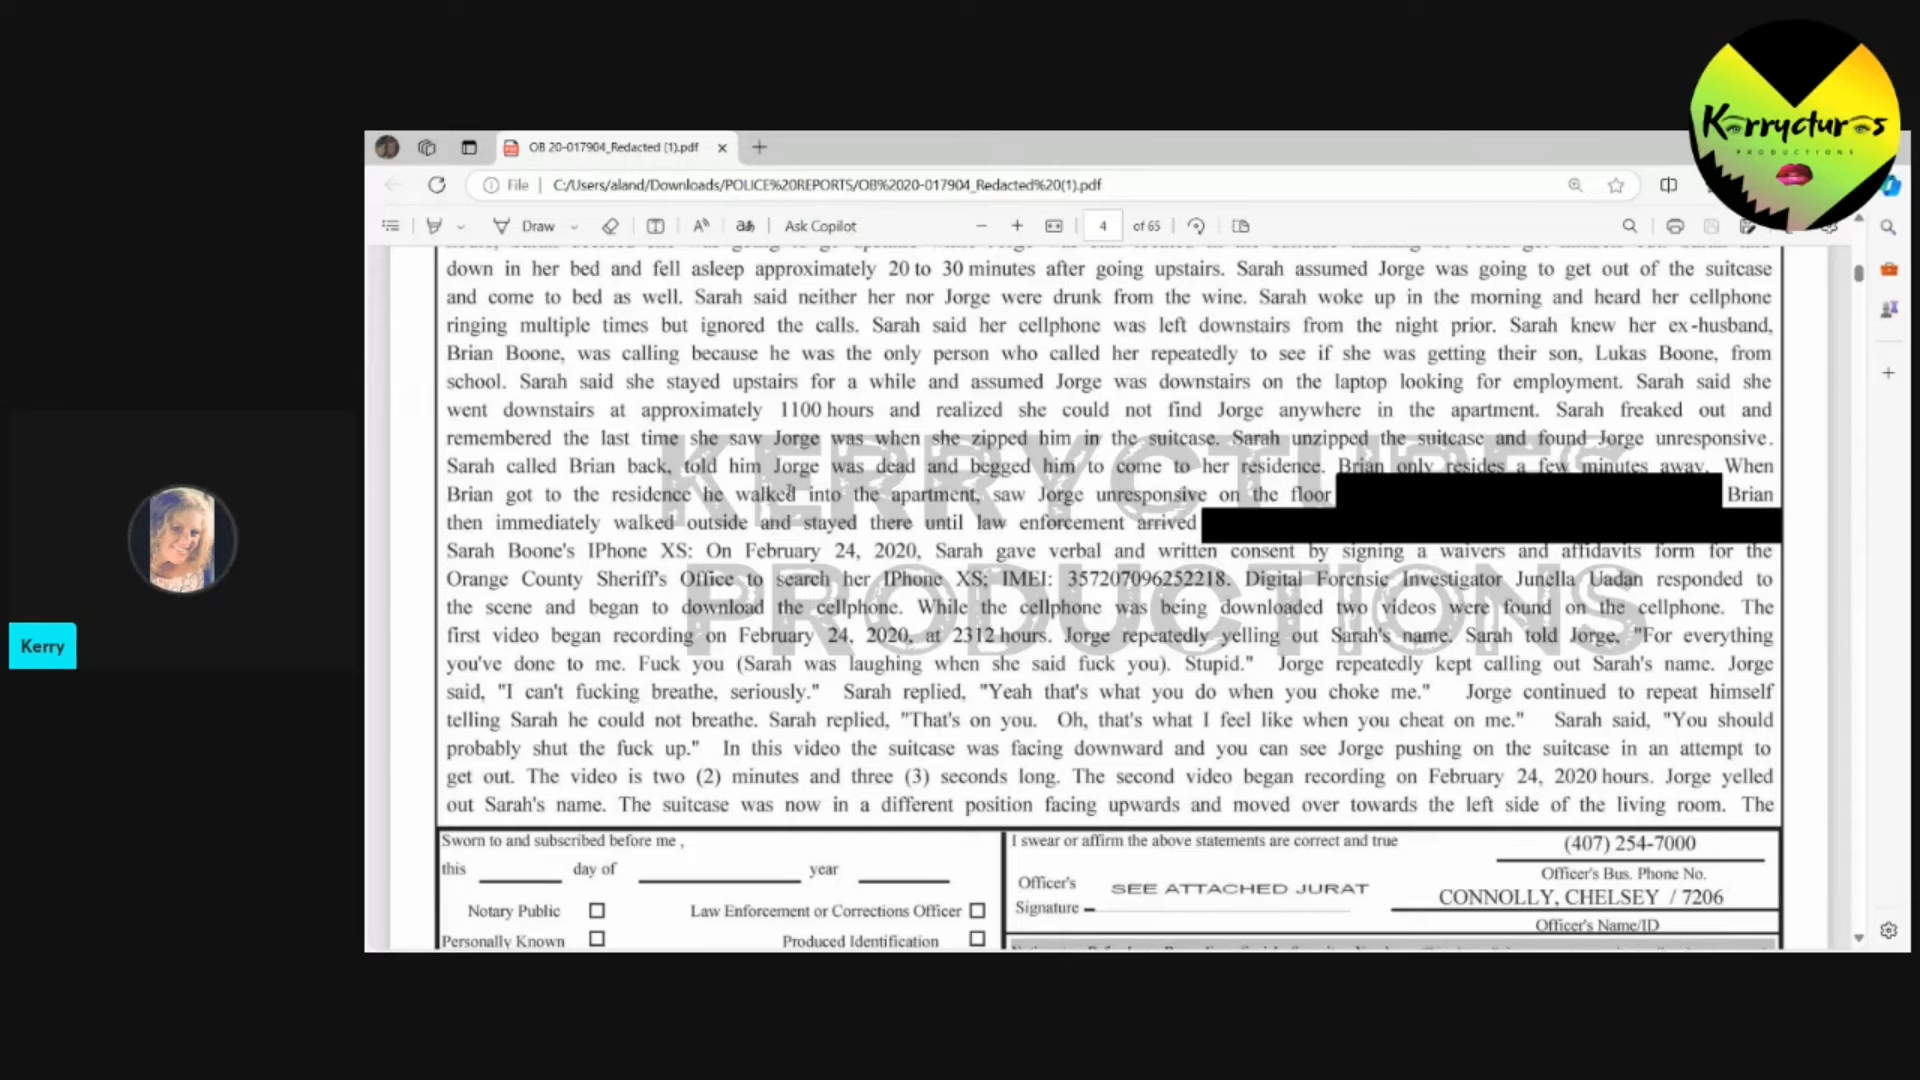 Kerryctures
PRODUCTIONS
OB 20-017904_Redacted (1).pdf
File C:/Users/aland/Downloads/POLICE%20REPORTS/OB%2020-017904_Redacted%20(1).pdf
Draw Ask Copilot 4 of 65
down in her bed and fell asleep approximately 20 to 30 minutes after going upstairs. Sarah assumed Jorge was going to get out of the suitcase
and come to bed as well. Sarah said neither her nor Jorge were drunk from the wine. Sarah woke up in the morning and heard her cellphone
ringing multiple times but ignored the calls. Sarah said her cellphone was left downstairs from the night prior. Sarah knew her ex-husband,
Brian Boone, was calling because he was the only person who called her repeatedly to see if she was getting their son, Lukas Boone, from
school. Sarah said she stayed upstairs for a while and assumed Jorge was downstairs on the laptop looking for employment. Sarah said she
went downstairs at approximately 1100 hours and realized she could not find Jorge anywhere in the apartment. Sarah freaked out and
remembered the last time she saw Jorge was when she zipped him in the suitcase. Sarah unzipped the suitcase and found Jorge unresponsive.
Sarah called Brian back, told him Jorge was dead and begged him to come to her residence. Brian only resides a few minutes away. When
Brian got to the residence he walked into the apartment, saw Jorge unresponsive on the floor Brian
then immediately walked outside and stayed there until law enforcement arrived
Sarah Boone's IPhone XS: On February 24, 2020, Sarah gave verbal and written consent by signing a waivers and affidavits form for the
Orange County Sheriff's Office to search her IPhone XS; IMEI: 357207096252218. Digital Forensic Investigator Junella Uadan responded to
the scene and began to download the cellphone. While the cellphone was being downloaded two videos were found on the cellphone. The
first video began recording on February 24, 2020, at 2312 hours. Jorge repeatedly yelling out Sarah's name. Sarah told Jorge, "For everything
you've done to me. Fuck you (Sarah was laughing when she said fuck you). Stupid." Jorge repeatedly kept calling out Sarah's name. Jorge
said, "I can't fucking breathe, seriously." Sarah replied, "Yeah that's what you do when you choke me." Jorge continued to repeat himself
telling Sarah he could not breathe. Sarah replied, "That's on you. Oh, that's what I feel like when you cheat on me." Sarah said, "You should
probably shut the fuck up." In this video the suitcase was facing downward and you can see Jorge pushing on the suitcase in an attempt to
get out. The video is two (2) minutes and three (3) seconds long. The second video began recording on February 24, 2020 hours. Jorge yelled
out Sarah's name. The suitcase was now in a different position facing upwards and moved over towards the left side of the living room. The
KERRYCTURES
PRODUCTIONS
Kerry
Sworn to and subscribed before me ,
this day of year
Notary Public Law Enforcement or Corrections Officer
Personally Known Produced Identification
I swear or affirm the above statements are correct and true
Officer's
Signature SEE ATTACHED JURAT
(407) 254-7000
Officer's Bus. Phone No.
CONNOLLY, CHELSEY / 7206
Officer's Name/ID